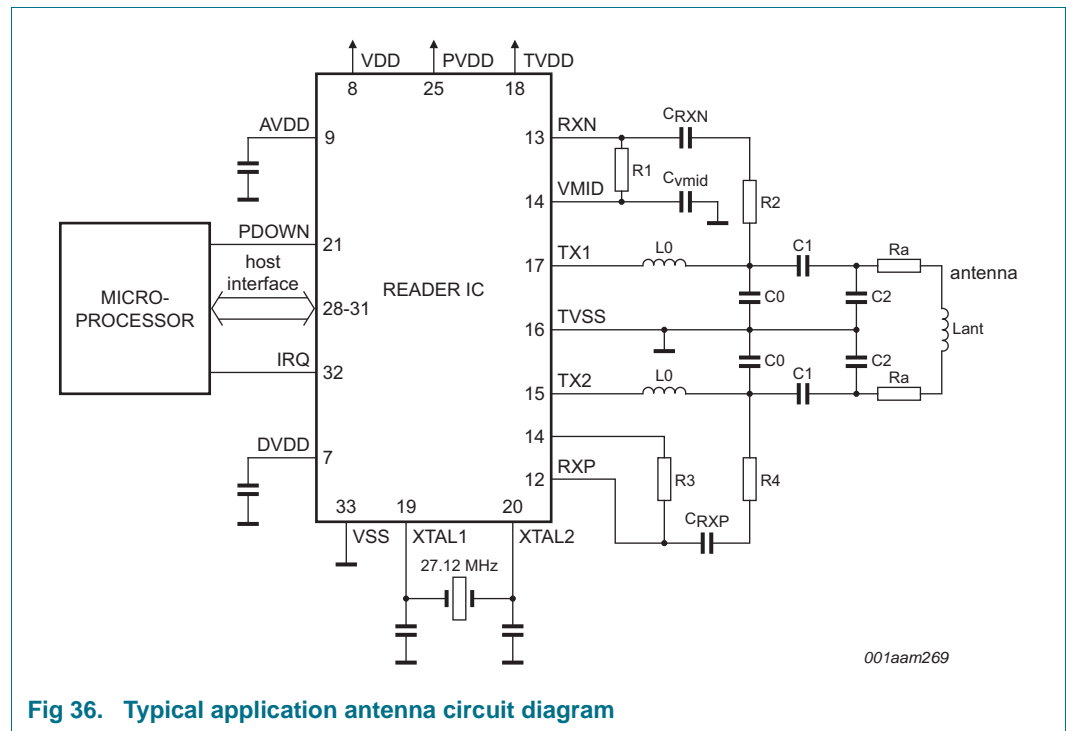 VDD PVDD TVDD
8 25 18
AVDD 9
13 RXN CRXN
R1
14 VMID Cvmid
R2
PDOWN 21
host
interface
28-31
MICRO-
PROCESSOR
READER IC
IRQ 32
17 TX1 L0 C1 Ra
antenna
C0 C2
Lant
16 TVSS
C0 C2
15 TX2 L0 C1 Ra
14
12 RXP R3 R4
CRXP
DVDD 7
33 19 20
VSS XTAL1 XTAL2
27.12 MHz
001aam269
Fig 36. Typical application antenna circuit diagram